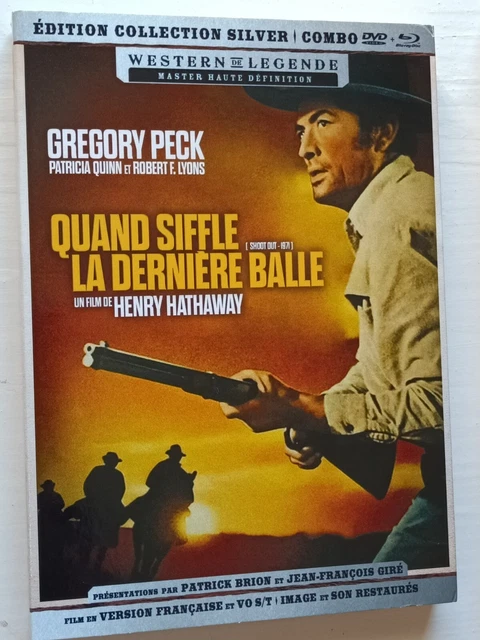 ÉDITION COLLECTION SILVER | COMBO DVD VIDEO + Blu-ray Disc
WESTERN DE LEGENDE
MASTER HAUTE DÉFINITION
GREGORY PECK
PATRICIA QUINN ET ROBERT F. LYONS
QUAND SIFFLE
[ SHOOT OUT - 1971 ]
LA DERNIÈRE BALLE
UN FILM DE HENRY HATHAWAY
PRÉSENTATIONS PAR PATRICK BRION ET JEAN-FRANÇOIS GIRÉ
FILM EN VERSION FRANÇAISE ET VO S/T | IMAGE ET SON RESTAURÉS